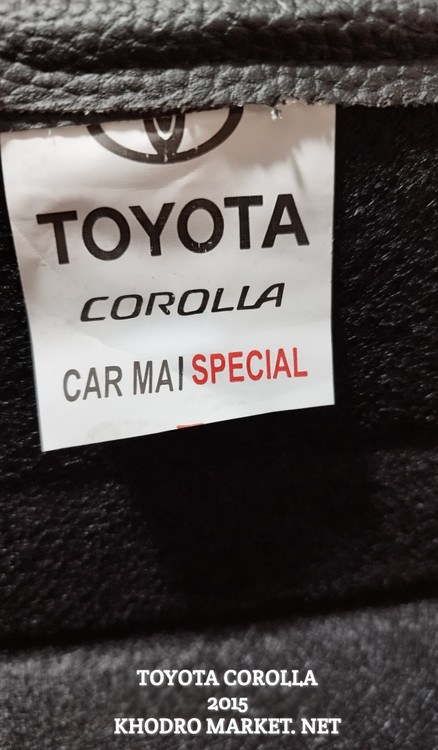 TOYOTA
COROLLA
CAR MAI SPECIAL
TOYOTA COROLLA
2015
KHODRO MARKET. NET